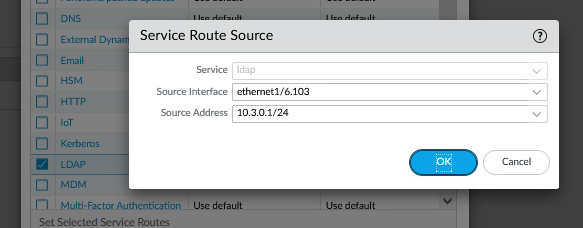 DNS Use default Use default
External Dynam
Email
HSM
HTTP
IoT
Kerberos
LDAP
MDM
Multi-Factor Authentication Use default Use default
Set Selected Service Routes
Service Route Source
?
Service ldap
Source Interface ethernet1/6.103
Source Address 10.3.0.1/24
OK Cancel